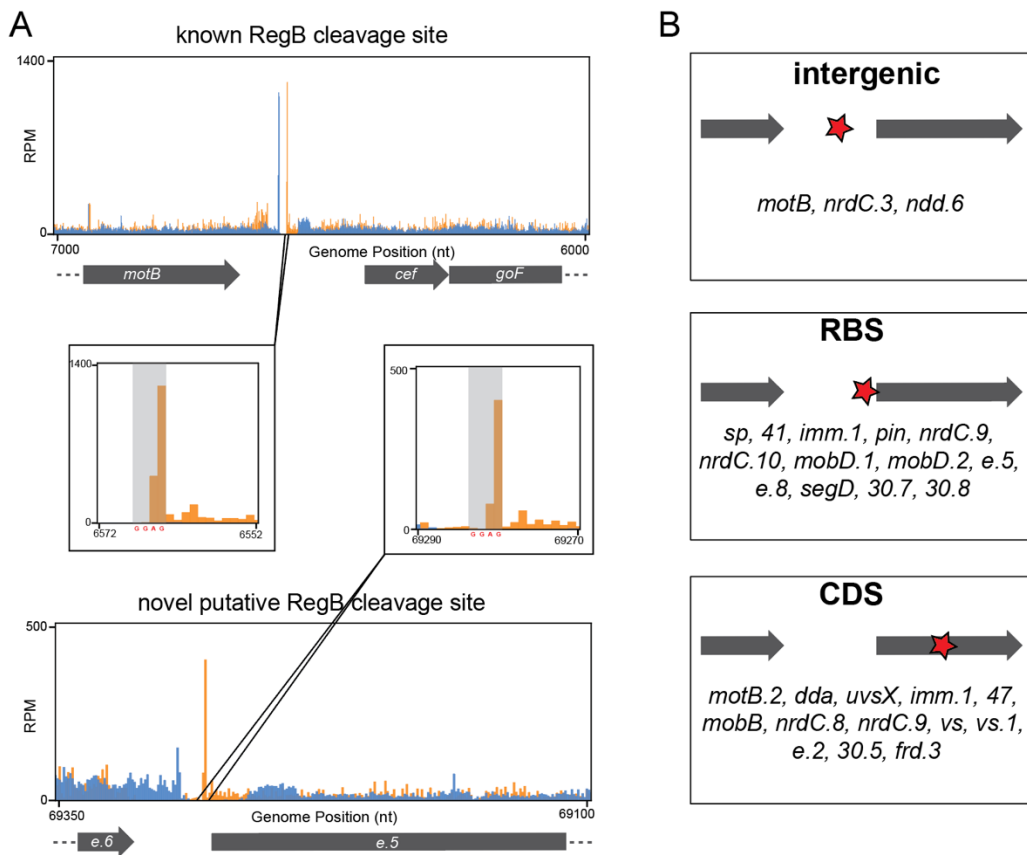 A
known RegB cleavage site
1400
RPM
0
7000
Genome Position (nt)
6000
motB
cef
goF
1400
0
G G A G
6572
6552
500
0
G G A G
69290
69270
novel putative RegB cleavage site
500
RPM
0
69350
Genome Position (nt)
69100
e.6
e.5
B
intergenic
motB, nrdC.3, ndd.6
RBS
sp, 41, imm.1, pin, nrdC.9,
nrdC.10, mobD.1, mobD.2, e.5,
e.8, segD, 30.7, 30.8
CDS
motB.2, dda, uvsX, imm.1, 47,
mobB, nrdC.8, nrdC.9, vs, vs.1,
e.2, 30.5, frd.3